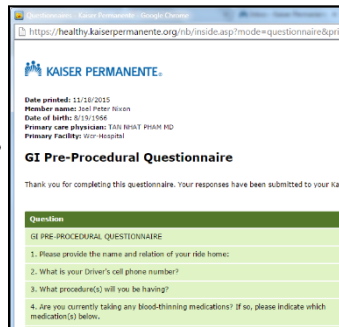 Questionnaire - Kaiser Permanente - Google Chrome
https://healthy.kaiserpermanente.org/nb/inside.asp?mode=questionnaire&pri
KAISER PERMANENTE®
Date printed: 11/18/2015
Member name: Joel Peter Nixon
Date of birth: 8/19/1966
Primary care physician: TAN NHAT PHAM MD
Primary Facility: Wcr-Hospital
GI Pre-Procedural Questionnaire
Thank you for completing this questionnaire. Your responses have been submitted to your Ka
Question
GI PRE-PROCEDURAL QUESTIONNAIRE
1. Please provide the name and relation of your ride home:
2. What is your Driver's cell phone number?
3. What procedure(s) will you be having?
4. Are you currently taking any blood-thinning medications? If so, please indicate which
medication(s) below.